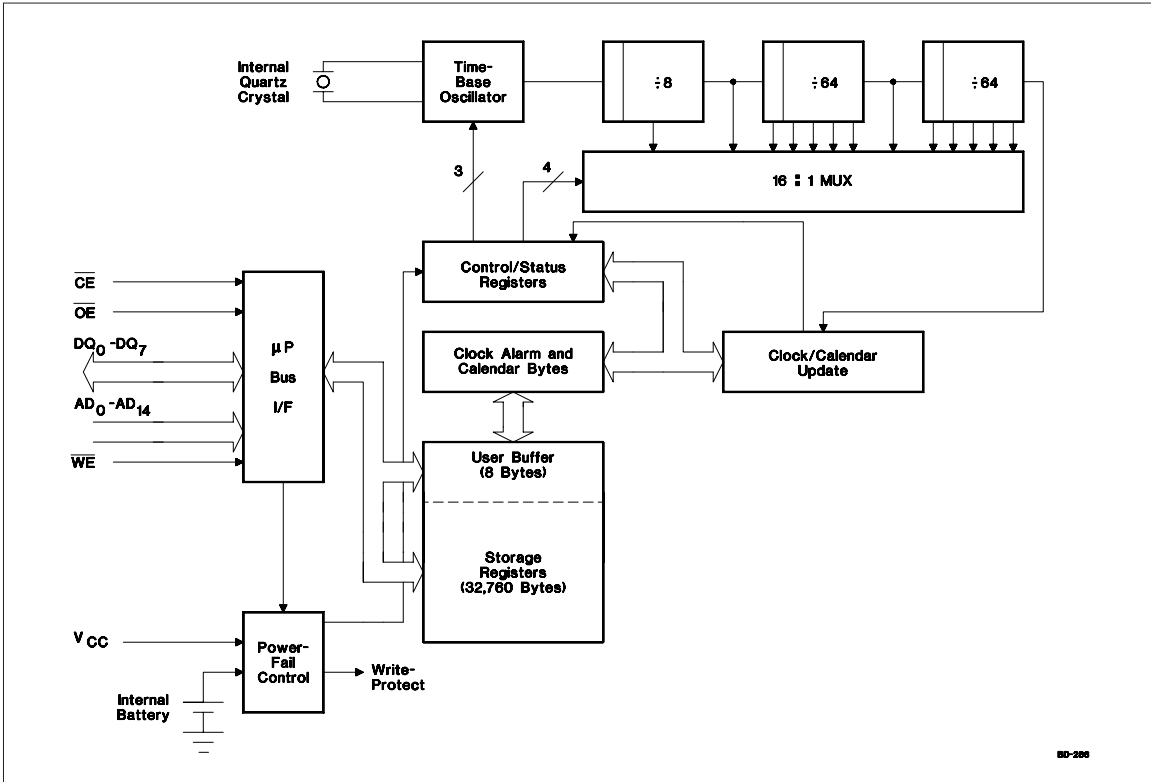 Internal
Quartz
Crystal
Time-
Base
Oscillator
÷8
÷64
÷64
3
4
16 : 1 MUX
Control/Status
Registers
CE
OE
DQ0 -DQ7
AD0 -AD14
WE
µP
Bus
I/F
Clock Alarm and
Calendar Bytes
Clock/Calendar
Update
User Buffer
(8 Bytes)
Storage
Registers
(32,760 Bytes)
VCC
Power-
Fail
Control
Write-
Protect
Internal
Battery
BD-286